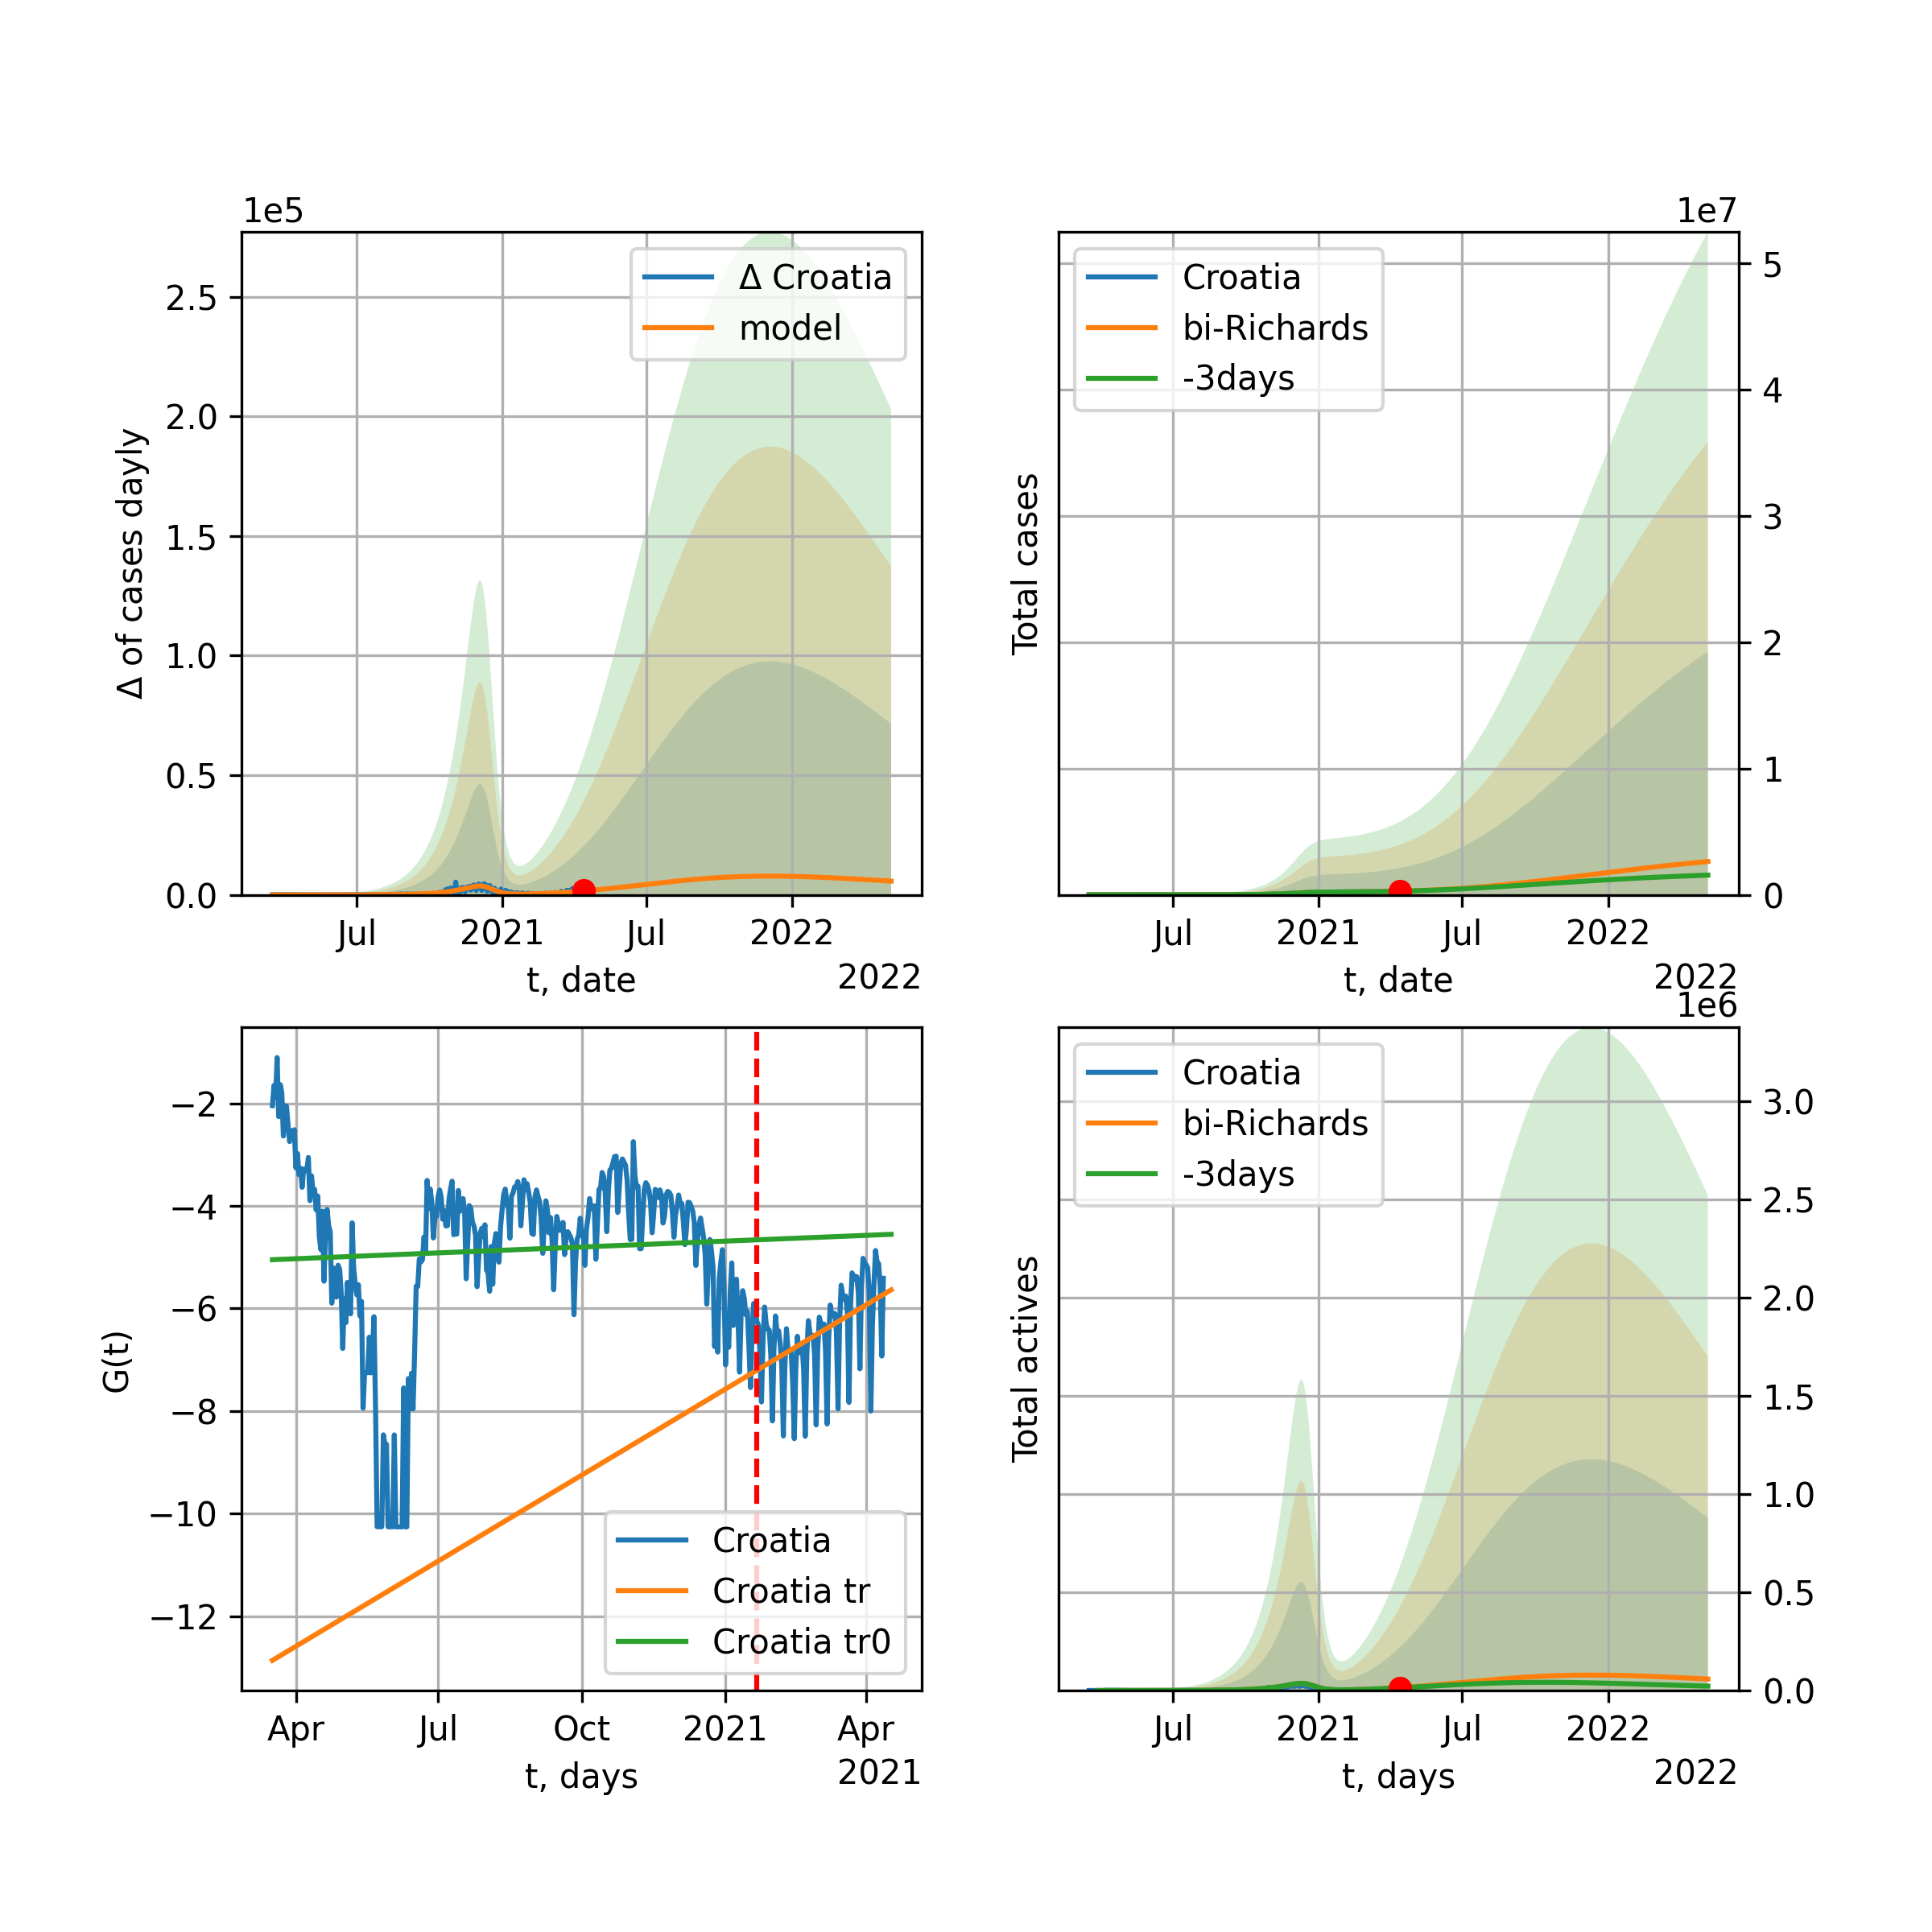 1e5
Δ of cases dayly
2.5
2.0
1.5
1.0
0.5
0.0
Δ Croatia
model
Jul
2021
Jul
2022
t, date
2022
1e7
Total cases
Croatia
bi-Richards
-3days
5
4
3
2
1
0
Jul
2021
Jul
2022
t, date
2022
G(t)
−2
−4
−6
−8
−10
−12
Croatia
Croatia tr
Croatia tr0
Apr
Jul
Oct
2021
Apr
t, days
2021
1e6
Total actives
Croatia
bi-Richards
-3days
3.0
2.5
2.0
1.5
1.0
0.5
0.0
Jul
2021
Jul
2022
t, days
2022